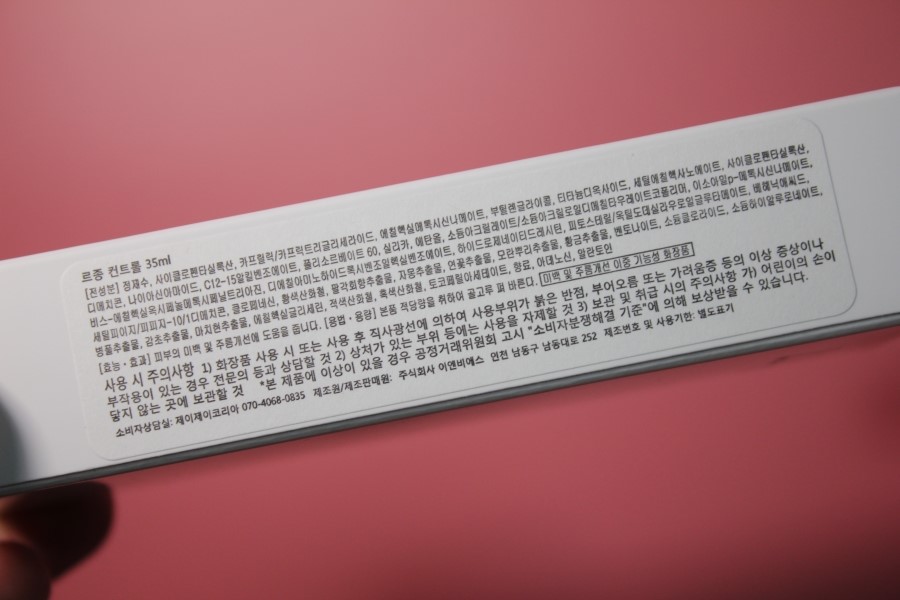 르종 컨트롤 35ml
[전성분] 정제수, 사이클로펜타실록산, 카프릴릭/카프릭트리글리세라이드, 에칠헥실메톡시신나메이트, 부틸렌글라이콜, 티타늄디옥사이드, 세틸에칠헥사노에이트, 사이클로펜타실록산,
디메치콘, 나이아신아마이드, C12-15알킬벤조에이트, 폴리소르베이트 60, 실리카, 에탄올, 소듐아크릴레이트/소듐아크릴로일디메칠타우레이트코폴리머, 이소아밀p-메톡시신나메이트,
비스-에칠헥실옥시페놀메톡시페닐트리아진, 디에칠아미노하이드록시벤조일헥실벤조에이트, 하이드로제네이티드레시틴, 피토스테릴/옥틸도데실라우로일글루타메이트, 베헤닉애씨드,
세틸피이지/피피지-10/1디메치콘, 글로페네신, 황색산화철, 팔각회향추출물, 자몽추출물, 연꽃추출물, 모란뿌리추출물, 황금추출물, 벤토나이트, 소듐클로라이드, 소듐하이알루로네이트,
병풀추출물, 감초추출물, 마치현추출물, 에칠헥실글리세린, 적색산화철, 흑색산화철, 토코페릴아세테이트, 향료, 아데노신, 알란토인
[효능·효과] 피부의 미백 및 주름개선에 도움을 줍니다. [용법·용량] 본품 적당량을 취하여 골고루 펴 바른다. 미백 및 주름개선 이중 기능성 화장품
사용 시 주의사항 1) 화장품 사용 시 또는 사용 후 직사광선에 의하여 사용부위가 붉은 반점, 부어오름 또는 가려움증 등의 이상 증상이나
부작용이 있는 경우 전문의 등과 상담할 것 2) 상처가 있는 부위 등에는 사용을 자제할 것 3) 보관 및 취급 시의 주의사항 가) 어린이의 손이
닿지 않는 곳에 보관할 것 *본 제품에 이상이 있을 경우 공정거래위원회 고시 "소비자분쟁해결 기준"에 의해 보상받을 수 있습니다.
소비자상담실: 제이제이코리아 070-4068-0835 제조원/제조판매원: 주식회사 이앤비에스 인천 남동구 남동대로 252 제조번호 및 사용기한: 별도표기